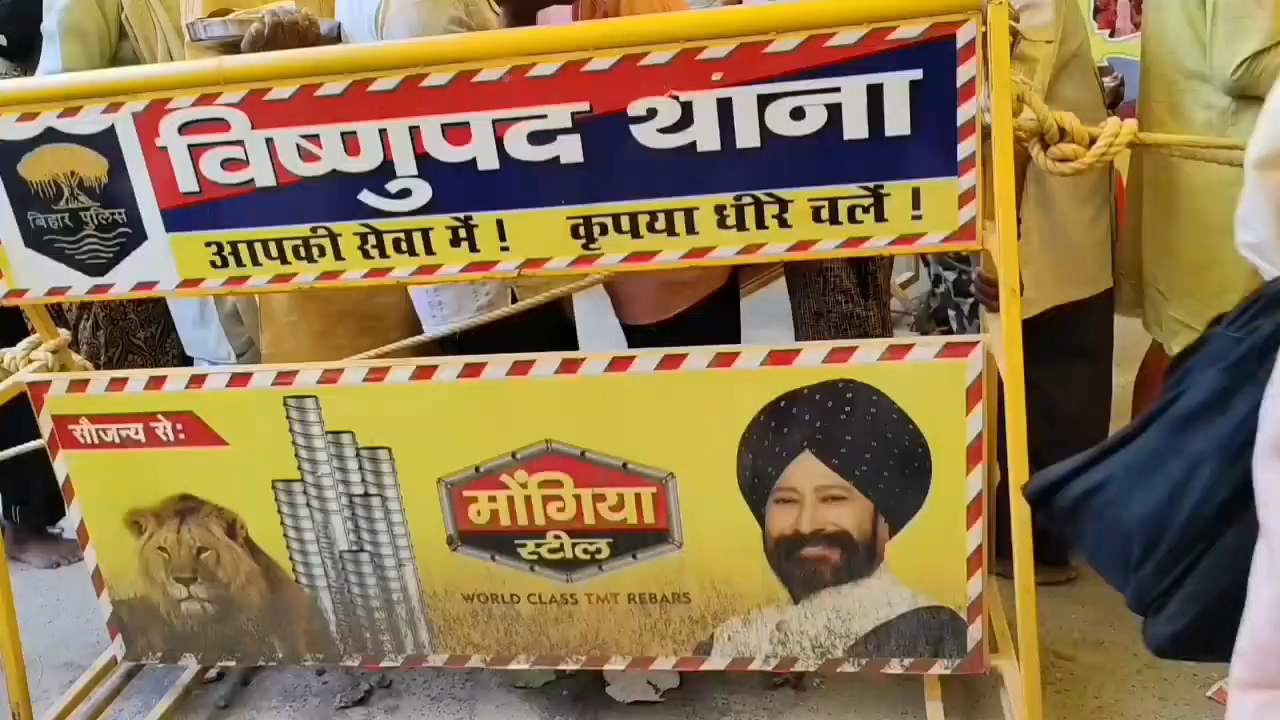 विष्णुपद थांना
बिहार पुलिस
आपकी सेवा में ! कृपया धीरे चलें !
सौजन्य से:
मोंगिया
स्टील
WORLD CLASS TMT REBARS